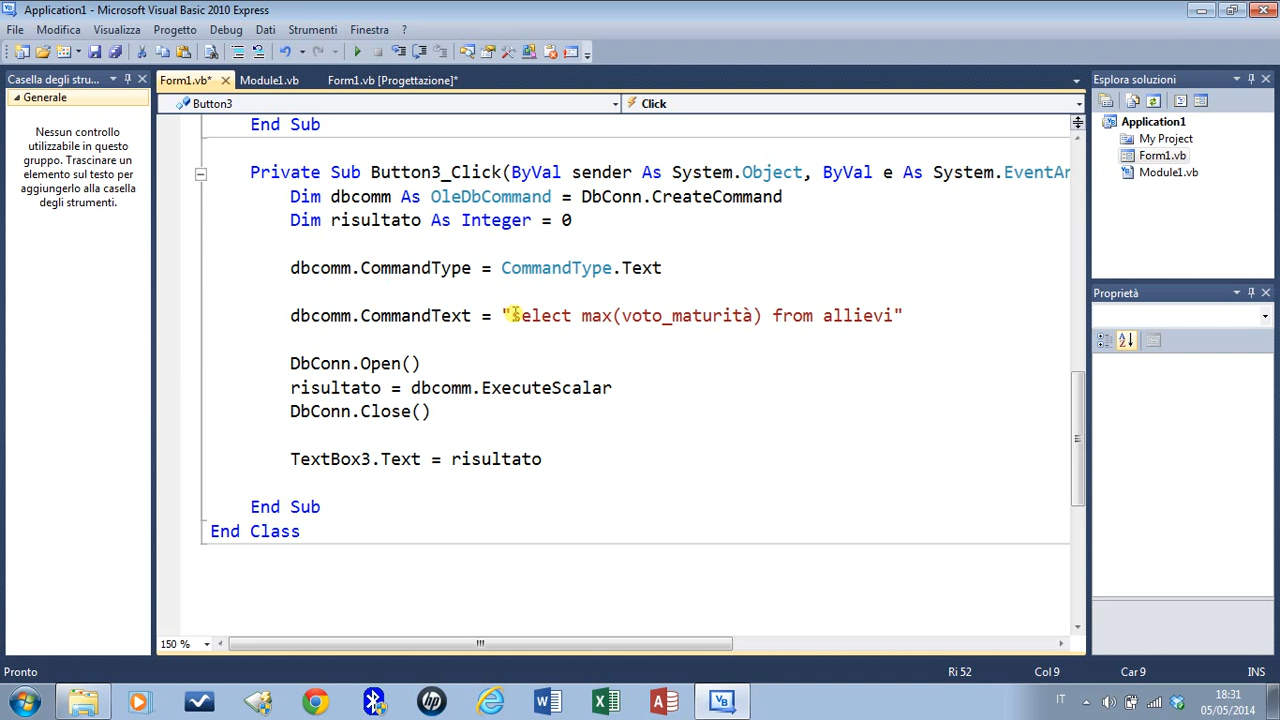 Application1 - Microsoft Visual Basic 2010 Express
File Modifica Visualizza Progetto Debug Dati Strumenti Finestra ?
Casella degli stru...
Generale
Nessun controllo
utilizzabile in questo
gruppo. Trascinare un
elemento sul testo per
aggiungerlo alla casella
degli strumenti.
Form1.vb* Module1.vb Form1.vb [Progettazione]*
Button3 Click
End Sub
Private Sub Button3_Click(ByVal sender As System.Object, ByVal e As System.EventAr
Dim dbcomm As OleDbCommand = DbConn.CreateCommand
Dim risultato As Integer = 0
dbcomm.CommandType = CommandType.Text
dbcomm.CommandText = "Select max(voto_maturità) from allievi"
DbConn.Open()
risultato = dbcomm.ExecuteScalar
DbConn.Close()
TextBox3.Text = risultato
End Sub
End Class
150 %
Esplora soluzioni
Application1
My Project
Form1.vb
Module1.vb
Proprietà
Pronto Ri 52 Col 9 Car 9 INS
IT 18:31
05/05/2014